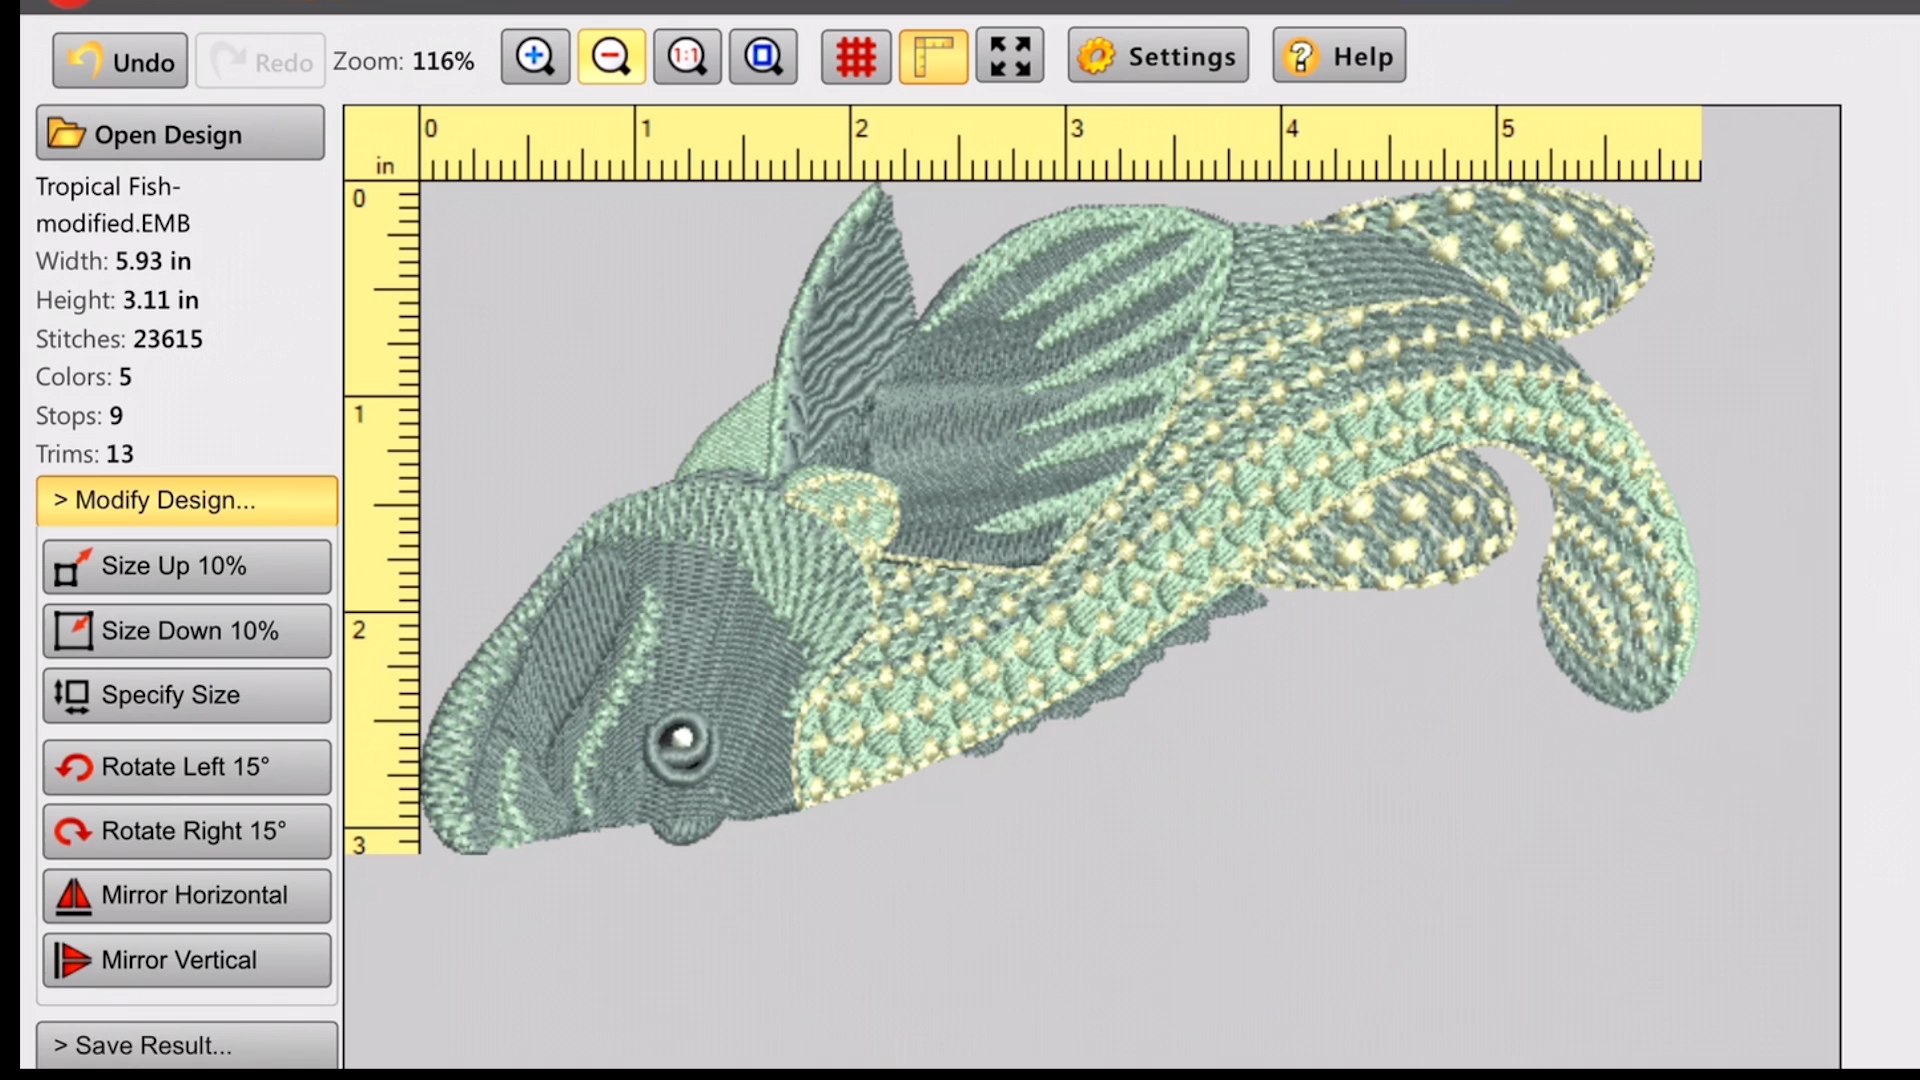 Undo Redo Zoom: 116% 1:1 Settings Help
Open Design
Tropical Fish-
modified.EMB
Width: 5.93 in
Height: 3.11 in
Stitches: 23615
Colors: 5
Stops: 9
Trims: 13
> Modify Design...
Size Up 10%
Size Down 10%
Specify Size
Rotate Left 15°
Rotate Right 15°
Mirror Horizontal
Mirror Vertical
> Save Result...
0 1 2 3 4 5
in
0
1
2
3